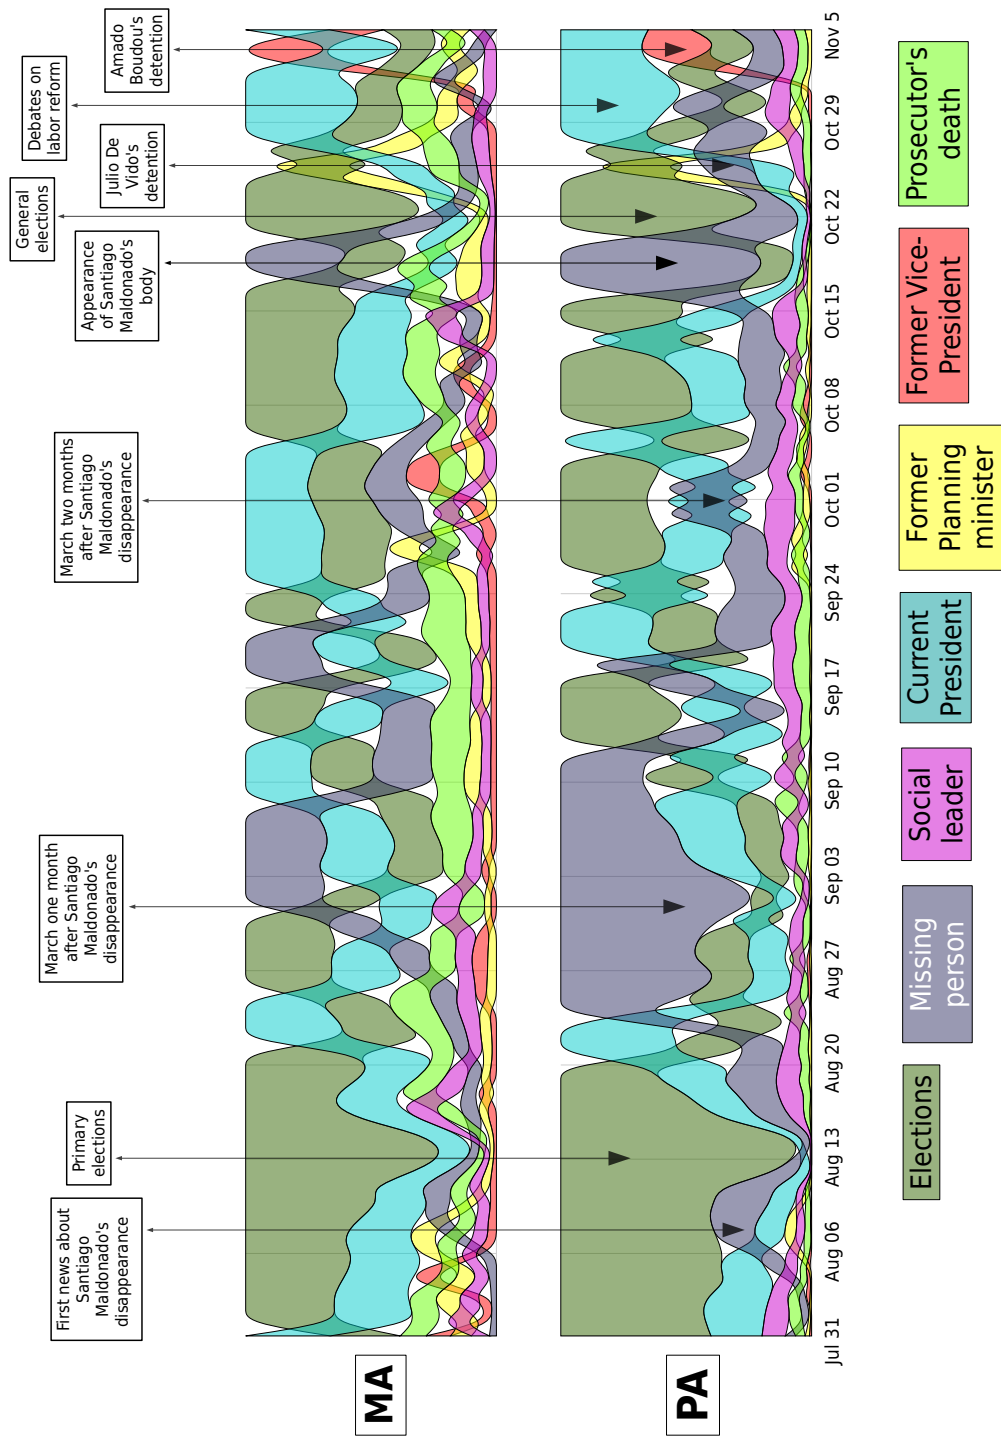 First news about
Santiago
Maldonado's
disappearance
Primary
elections
March one month
after Santiago
Maldonado's
disappearance
March two months
after Santiago
Maldonado's
disappearance
Appearance
of Santiago
Maldonado's
body
General
elections
Julio De
Vido's
detention
Debates on
labor reform
Amado
Boudou's
detention
MA
PA
Jul 31
Aug 06
Aug 13
Aug 20
Aug 27
Sep 03
Sep 10
Sep 17
Sep 24
Oct 01
Oct 08
Oct 15
Oct 22
Oct 29
Nov 5
Elections
Missing
person
Social
leader
Current
President
Former
Planning
minister
Former Vice-
President
Prosecutor's
death